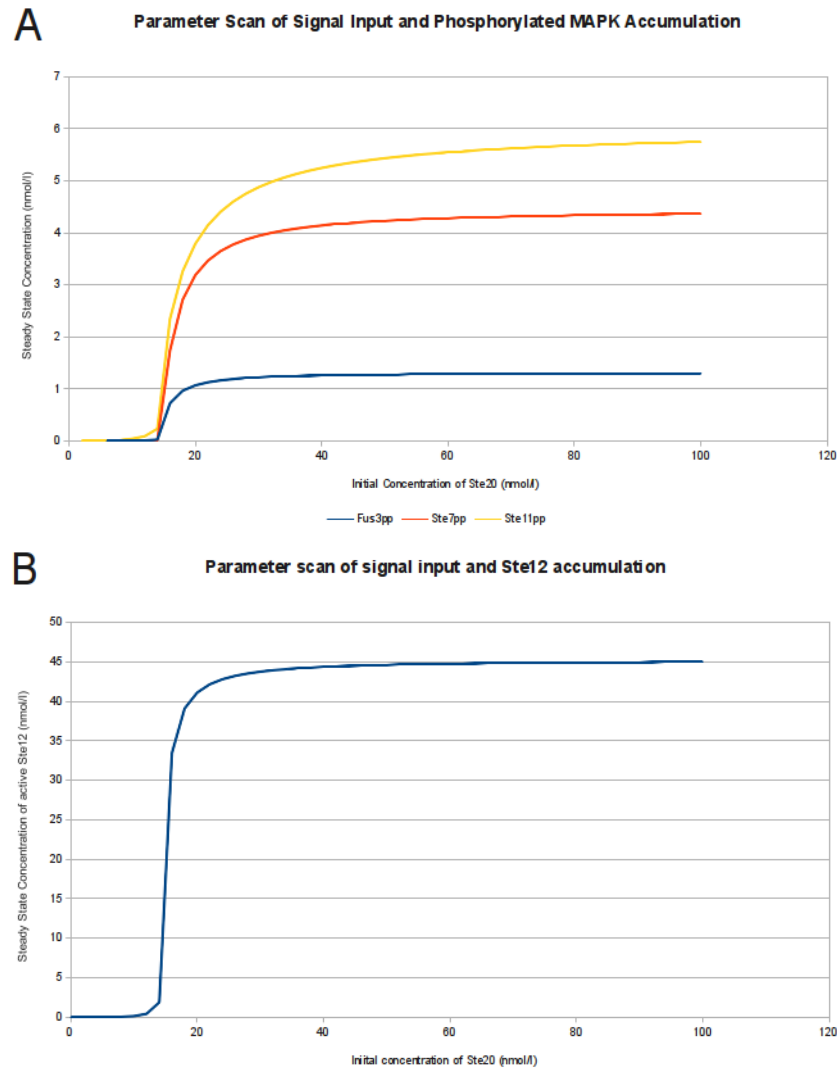 A
Parameter Scan of Signal Input and Phosphorylated MAPK Accumulation
7
6
5
4
3
2
1
0
Steady State Concentration (nmol/l)
0 20 40 60 80 100 120
Initial Concentration of Ste20 (nmol/l)
Fus3pp Ste7pp Ste11pp
B
Parameter scan of signal input and Ste12 accumulation
50
45
40
35
30
25
20
15
10
5
0
Steady State Concentration of active Ste12 (nmol/l)
0 20 40 60 80 100 120
Iniital concentration of Ste20 (nmol/l)